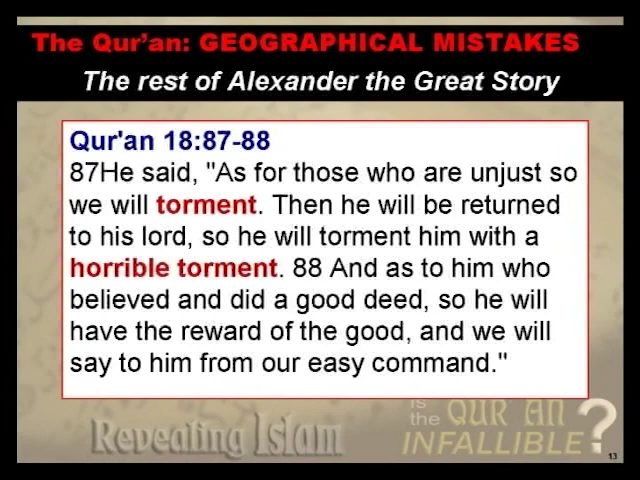 The Qur'an: GEOGRAPHICAL MISTAKES
The rest of Alexander the Great Story
Qur'an 18:87-88
87He said, "As for those who are unjust so
we will torment. Then he will be returned
to his lord, so he will torment him with a
horrible torment. 88 And as to him who
believed and did a good deed, so he will
have the reward of the good, and we will
say to him from our easy command."
Revealing Islam
is
the QUR'AN
INFALLIBLE?
13